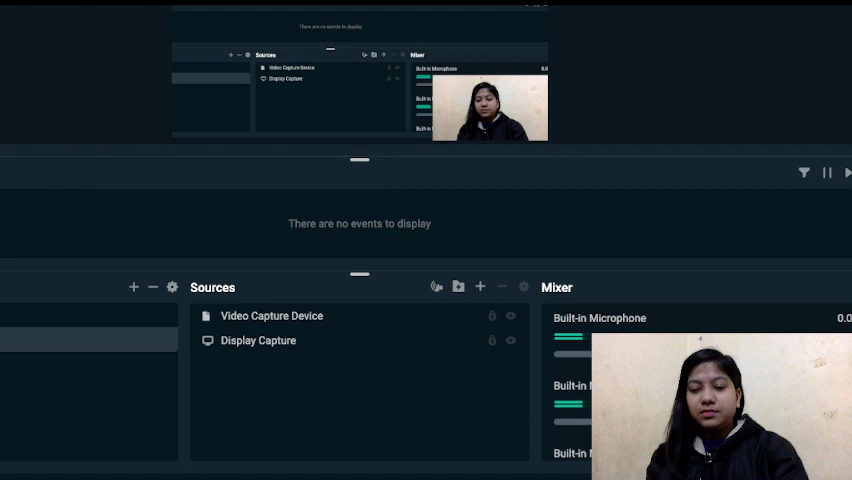 There are no events to display
Sources
Mixer
Video Capture Device
Built-in Microphone
Display Capture
There are no events to display
Sources
Mixer
Video Capture Device
Built-in Microphone
0.0
Display Capture
Built-in
Built-in